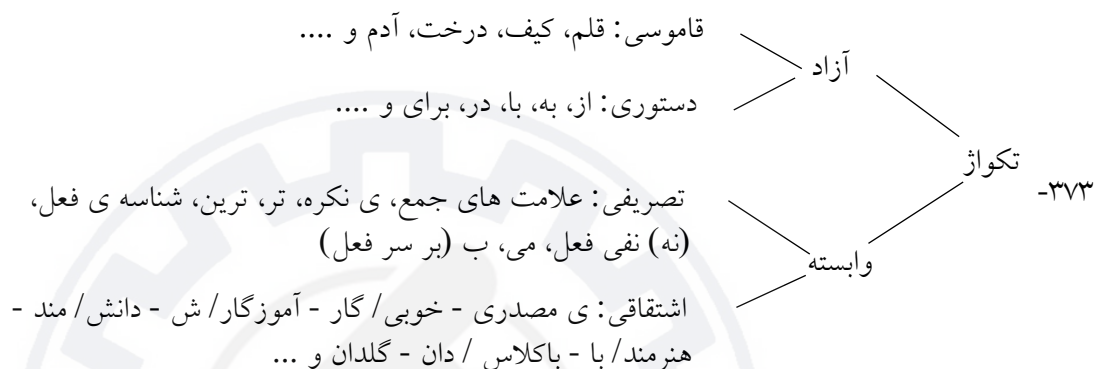 ۳۷۳-
تکواژ
آزاد
قاموسی: قلم، کیف، درخت، آدم و ....
دستوری: از، به، با، در، برای و ....
وابسته
تصریفی: علامت های جمع، ی نکره، تر، ترین، شناسه ی فعل،
(نه) نفی فعل، می، ب (بر سر فعل)
اشتقاقی: ی مصدری - خوبی/ گار - آموزگار/ ش - دانش/ مند -
هنرمند/ با - باکلاس / دان - گلدان و ...